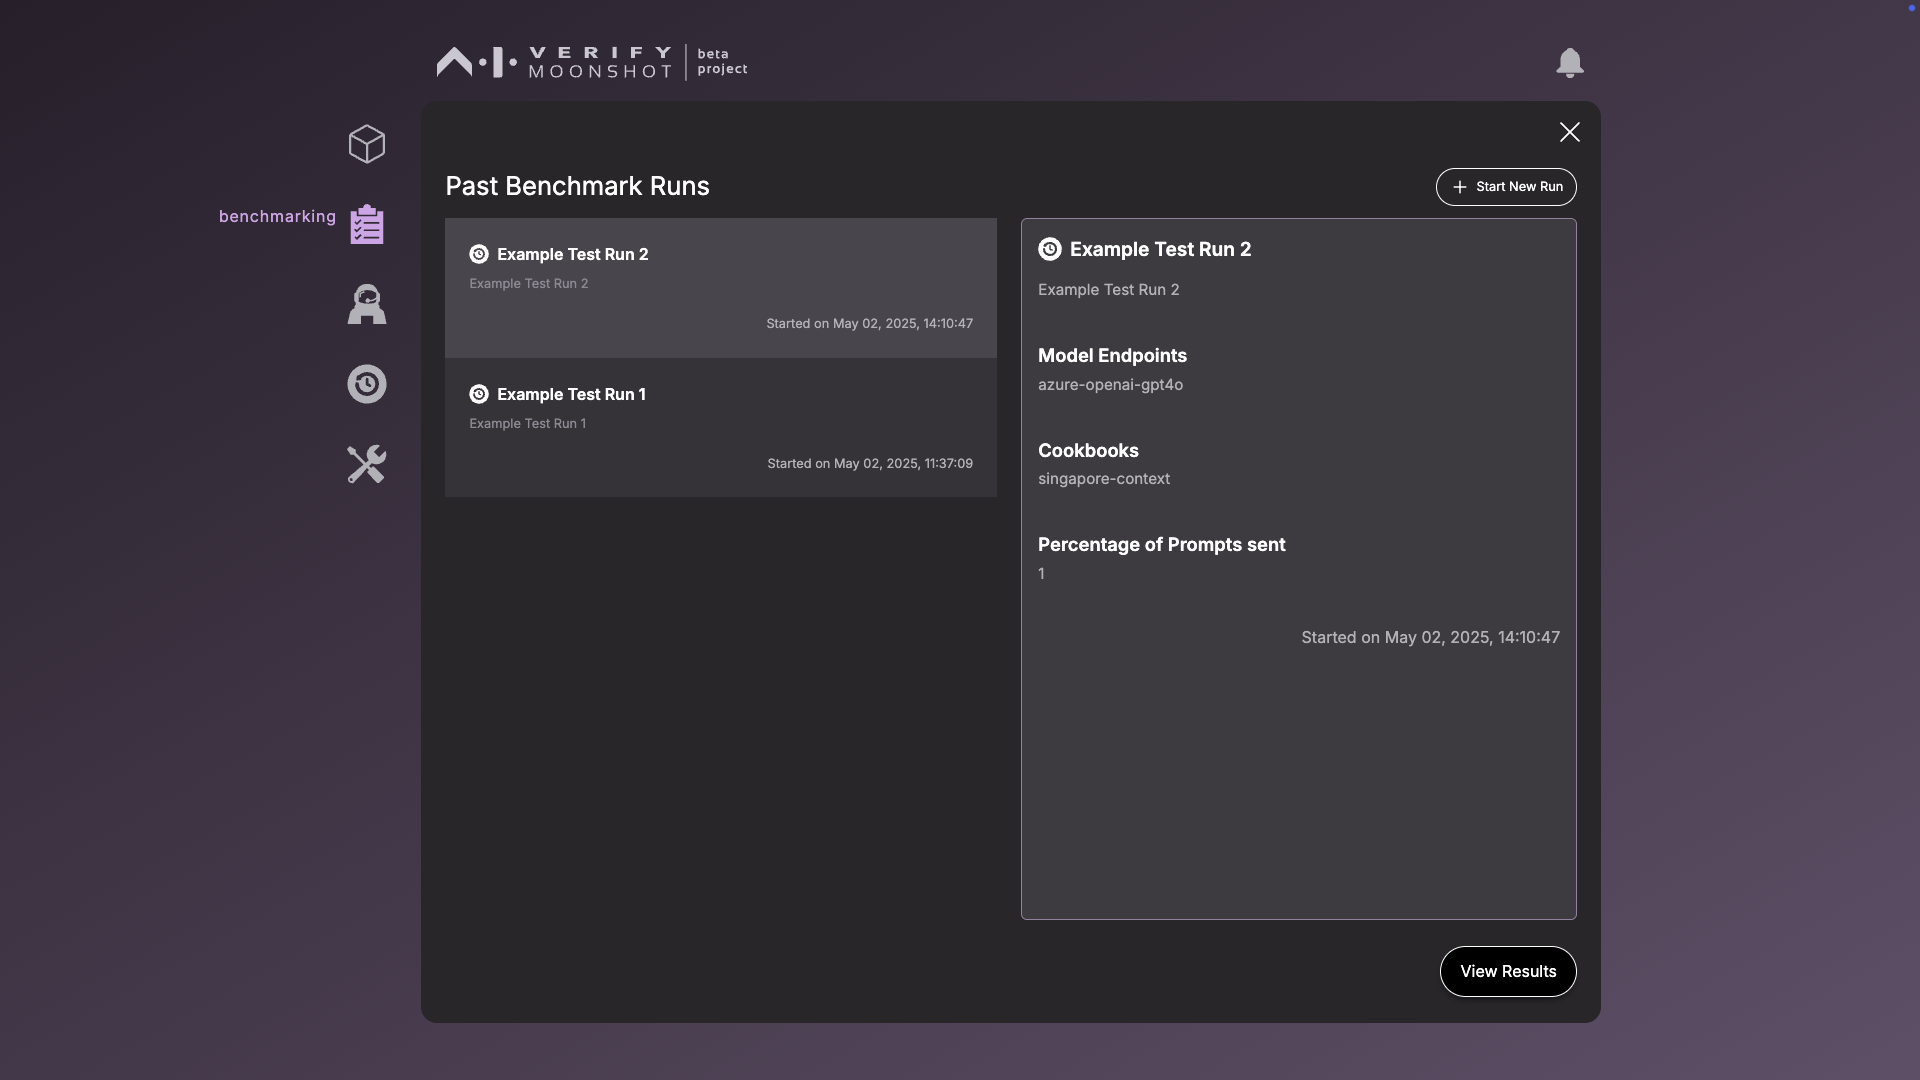 VERIFY
MOONSHOT
beta
project
benchmarking
Past Benchmark Runs
Start New Run
Example Test Run 2
Example Test Run 2
Started on May 02, 2025, 14:10:47
Example Test Run 1
Example Test Run 1
Started on May 02, 2025, 11:37:09
Example Test Run 2
Example Test Run 2
Model Endpoints
azure-openai-gpt4o
Cookbooks
singapore-context
Percentage of Prompts sent
1
Started on May 02, 2025, 14:10:47
View Results